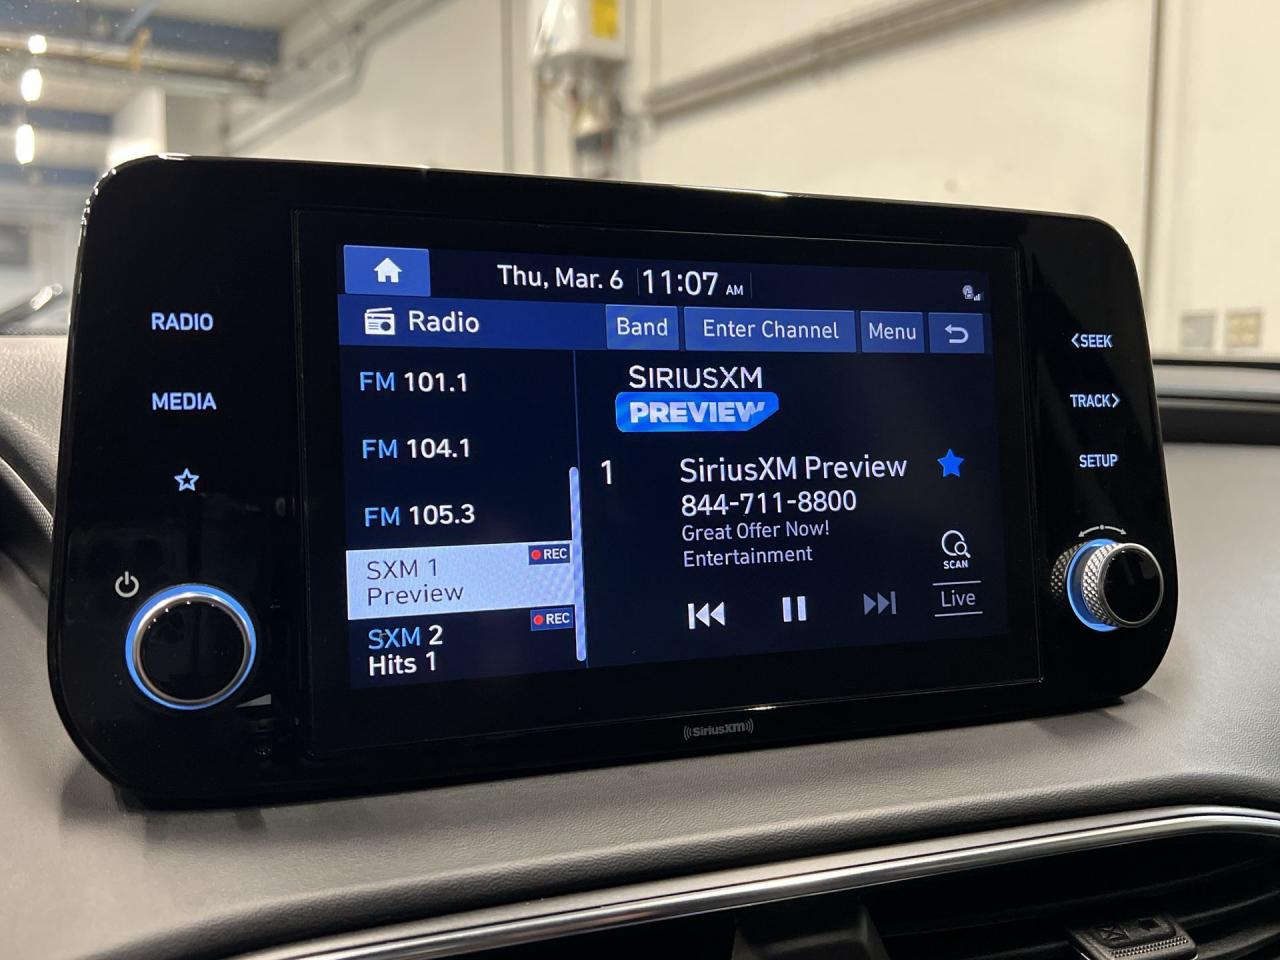 Thu, Mar. 6 11:07 AM
RADIO
MEDIA
Radio
Band
Enter Channel
Menu
FM 101.1
FM 104.1
FM 105.3
SXM 1
REC
Preview
SXM 2
REC
Hits 1
SIRIUSXM
PREVIEW
1 SiriusXM Preview
844-711-8800
Great Offer Now!
Entertainment
SCAN
Live
<SEEK
TRACK>
SETUP
((SiriusXM))